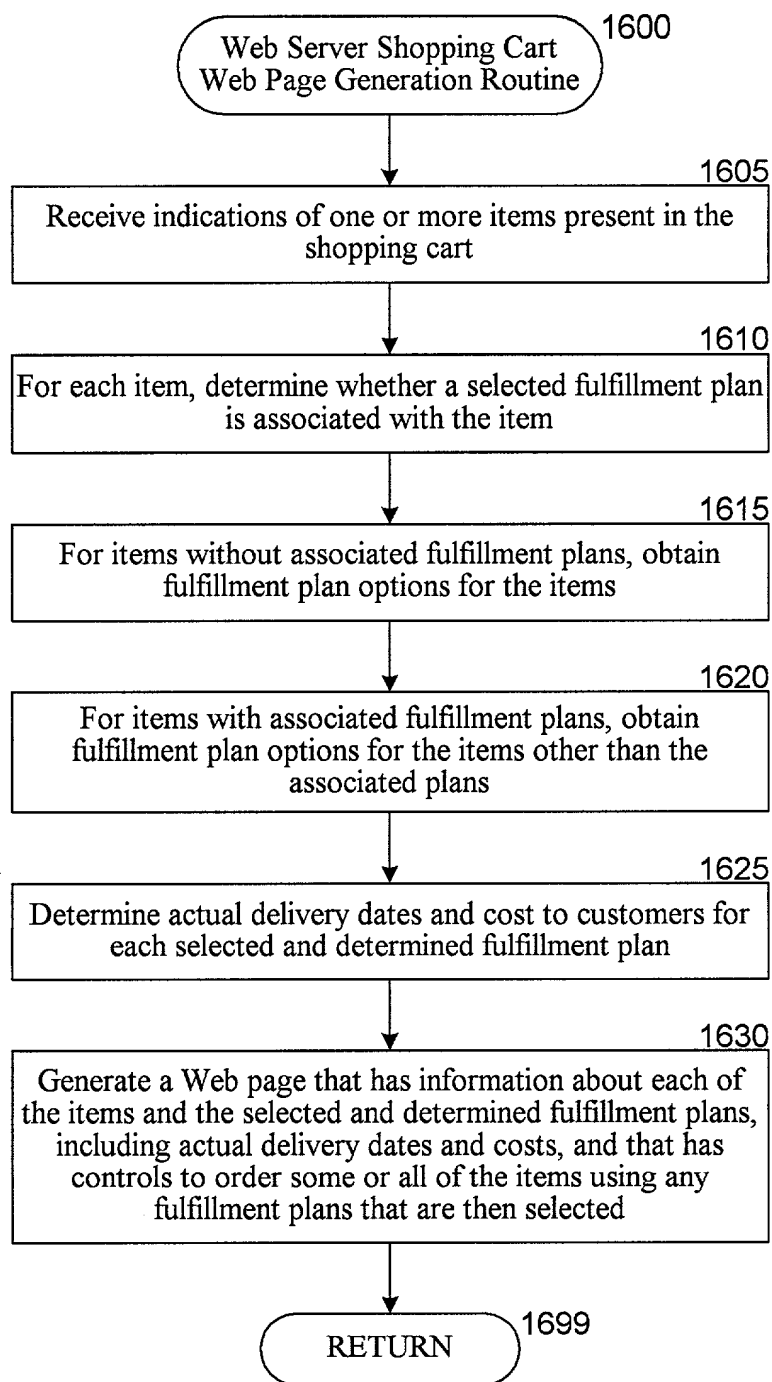 1600
Web Server Shopping Cart
Web Page Generation Routine
1605
Receive indications of one or more items present in the
shopping cart
1610
For each item, determine whether a selected fulfillment plan
is associated with the item
1615
For items without associated fulfillment plans, obtain
fulfillment plan options for the items
1620
For items with associated fulfillment plans, obtain
fulfillment plan options for the items other than the
associated plans
1625
Determine actual delivery dates and cost to customers for
each selected and determined fulfillment plan
1630
Generate a Web page that has information about each of
the items and the selected and determined fulfillment plans,
including actual delivery dates and costs, and that has
controls to order some or all of the items using any
fulfillment plans that are then selected
RETURN
1699